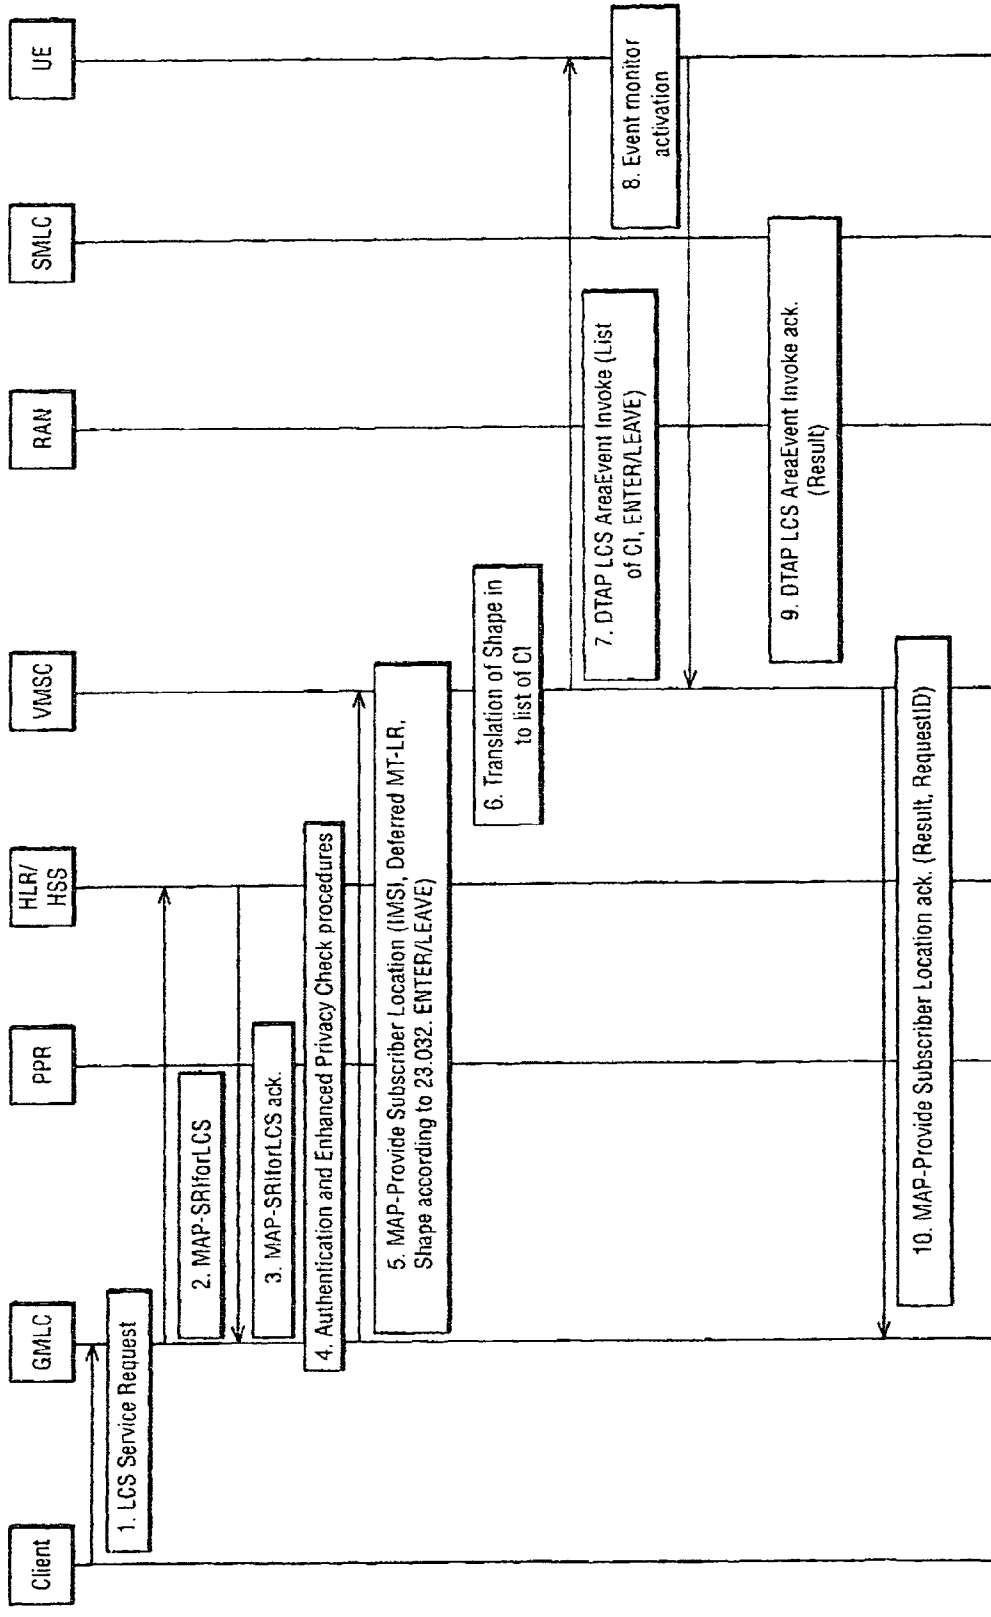 Client
GMLC
PPR
HLR/
HSS
VMSC
RAN
SMLC
UE
1. LCS Service Request
2. MAP-SRIforLCS
3. MAP-SRIforLCS ack.
4. Authentication and Enhanced Privacy Check procedures
5. MAP-Provide Subscriber Location (IMSI, Deferred MT-LR,
Shape according to 23.032. ENTER/LEAVE)
6. Translation of Shape in
to list of CI
7. DTAP LCS AreaEvent Invoke (List
of CI, ENTER/LEAVE)
8. Event monitor
activation
9. DTAP LCS AreaEvent Invoke ack.
(Result)
10. MAP-Provide Subscriber Location ack. (Result, RequestID)